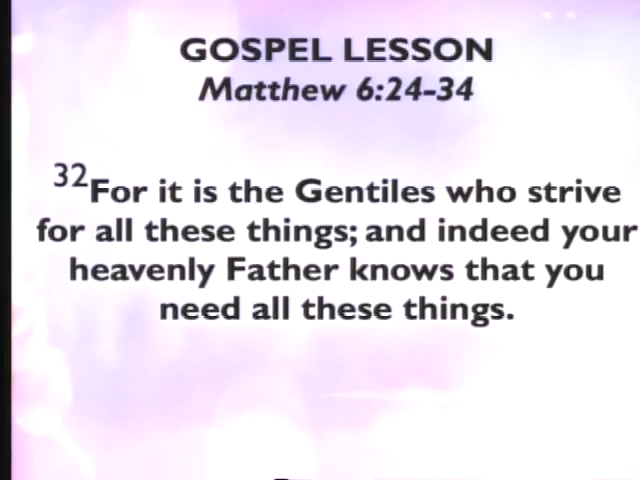 GOSPEL LESSON
Matthew 6:24-34
32For it is the Gentiles who strive
for all these things; and indeed your
heavenly Father knows that you
need all these things.